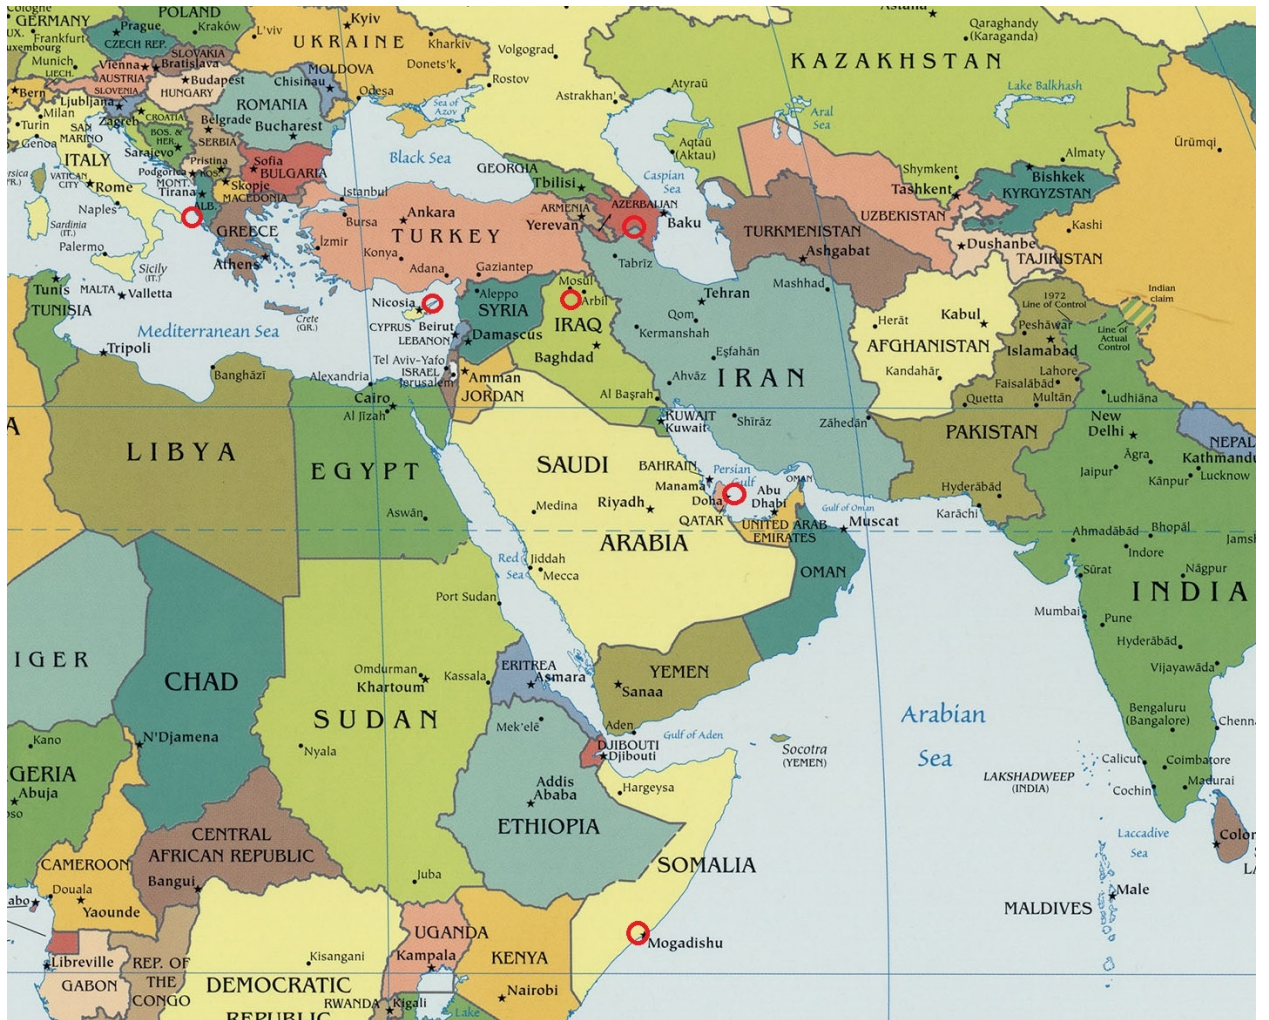 GERMANY
POLAND
Prague
Kraków
L'viv
Kyiv
Kharkiv
UKRAINE
Donets'k
Volgograd
Qaraghandy
(Karaganda)
KAZAKHSTAN
UX.
Frankfurt
CZECH REP.
SLOVAKIA
Munich
Vienna
Bratislava
LIECH.
AUSTRIA
Budapest
MOLDOVA
Chisinau
Rostov
Atyraū
Lake Balkhash
Bern
SLOVENIA
HUNGARY
Odesa
Astrakhan'
Ljubljana
ROMANIA
Sea of
Azov
Aral
Sea
Milan
Zagreb
CROATIA
Belgrade
Bucharest
Turin
SAN
MARINO
BOS. &
HER.
SERBIA
Aqtaū
(Aktau)
Ürümqi
Genoa
Sarajevo
Black Sea
Almaty
ITALY
Pristina
Sofia
GEORGIA
Shymkent
Bishkek
VATICAN
CITY
Podgorica
MONT.
KOS.
BULGARIA
Tbilisi
Caspian
Sea
Tashkent
KYRGYZSTAN
Rome
Tirana
Skopje
Istanbul
ALB.
MACEDONIA
ARMENIA
AZERBAIJAN
UZBEKISTAN
Naples
Ankara
Yerevan
Baku
Kashi
Sardinia
(IT.)
Bursa
TURKEY
TURKMENISTAN
GREECE
Izmir
Dushanbe
Palermo
Konya
Ashgabat
TAJIKISTAN
Athens
Adana
Gaziantep
Tabrīz
Sicily
(IT.)
Mosul
Mashhad
Indian
claim
Tunis
MALTA
Valletta
Aleppo
Arbīl
Tehran
1972
Line of Control
TUNISIA
Crete
(GR.)
Nicosia
SYRIA
Qom
Herāt
Kabul
Peshāwar
CYPRUS
Beirut
IRAQ
Kermanshah
Line of
Actual
Control
Mediterranean Sea
LEBANON
Damascus
AFGHANISTAN
Islamabad
Tripoli
Baghdad
Eşfahān
Tel Aviv-Yafo
ISRAEL
Jerusalem
Lahore
Banghāzī
Alexandria
Amman
Ahvāz
IRAN
Kandahār
Faisalābād
JORDAN
Al Başrah
Quetta
Multān
Ludhiāna
Cairo
Al Jīzah
KUWAIT
Kuwait
Shīrāz
Zāhedān
New
Delhi
PAKISTAN
NEPAL
LIBYA
EGYPT
SAUDI
BAHRAIN
Persian
Gulf
Āgra
Kathmandu
Manama
OMAN
Jaipur
Lucknow
Kānpur
Medina
Riyadh
Doha
Abu
Dhabi
Hyderābād
Aswān
QATAR
Gulf of Oman
Karāchi
ARABIA
UNITED ARAB
EMIRATES
Muscat
Ahmadābād
Bhopāl
Red
Sea
Jiddah
Indore
Mecca
OMAN
Sūrat
Nāgpur
Port Sudan
INDIA
Mumbai
Pune
Hyderābād
IGER
ERITREA
YEMEN
Vijayawāda
Omdurman
Khartoum
Kassala
Asmara
Sanaa
CHAD
SUDAN
Mek'elē
Aden
Arabian
Sea
Bengaluru
(Bangalore)
N'Djamena
Gulf of Aden
Kano
Nyala
DJIBOUTI
Djibouti
Socotra
(YEMEN)
Calicut
Coimbatore
GERIA
Addis
Ababa
Hargeysa
LAKSHADWEEP
(INDIA)
Madurai
Abuja
Cochin
CENTRAL
AFRICAN REPUBLIC
ETHIOPIA
Laccadive
Sea
CAMEROON
SOMALIA
Bangui
Juba
Male
Douala
MALDIVES
Yaounde
UGANDA
Mogadishu
Libreville
REP. OF
THE
CONGO
Kisangani
Kampala
KENYA
GABON
DEMOCRATIC
Nairobi
RWANDA
Kigali
REPUBLIC
Lake